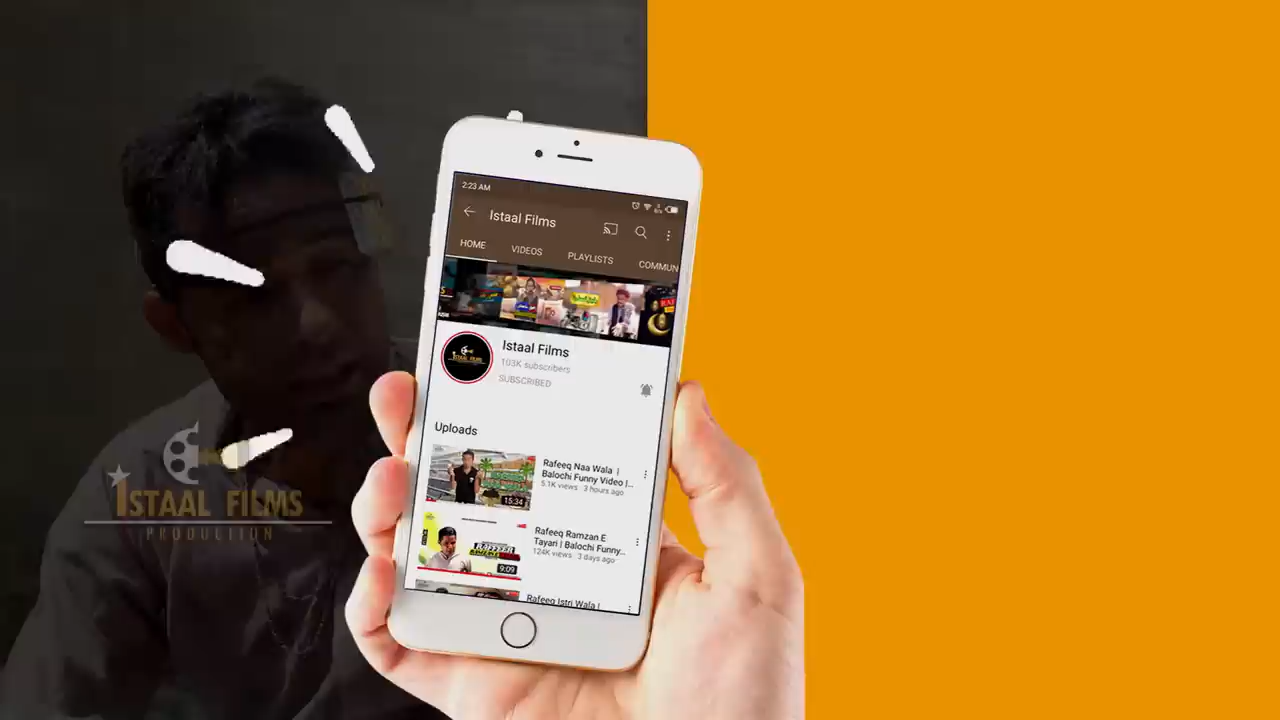 2:23 AM
Istaal Films
HOME VIDEOS PLAYLISTS COMMUN
Istaal Films
103K subscribers
SUBSCRIBED
Uploads
Rafeeq Naa Wala |
Balochi Funny Video |...
5.1K views · 3 hours ago
15:34
Rafeeq Ramzan E
Tayari | Balochi Funny...
124K views · 3 days ago
9:09
Rafeeq Istri Wala |
ISTAAL FILMS
PRODUCTION